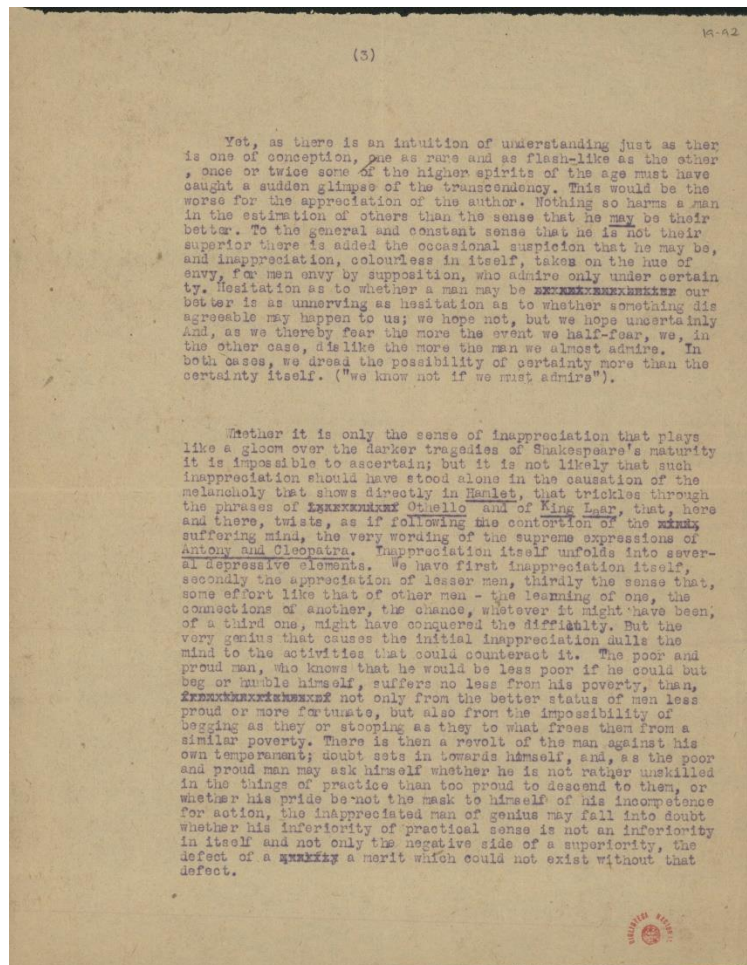 19-92
(3)
Yet, as there is an intuition of understanding just as ther
is one of conception, one as rare and as flash-like as the other
, once or twice some of the higher spirits of the age must have
caught a sudden glimpse of the transcendency. This would be the
worse for the appreciation of the author. Nothing so harms a man
in the estimation of others than the sense that he may be their
better. To the general and constant sense that he is not their
superior there is added the occasional suspicion that he may be,
and inappreciation, colourless in itself, takes on the hue of
envy, for men envy by supposition, who admire only under certain
ty. Hesitation as to whether a man may be our
better is as unnerving as hesitation as to whether something dis
agreeable may happen to us; we hope not, but we hope uncertainly
And, as we thereby fear the more the event we half-fear, we, in
the other case, dislike the more the man we almost admire. In
both cases, we dread the possibility of certainty more than the
certainty itself. ("we know not if we must admire").
Whether it is only the sense of inappreciation that plays
like a gloom over the darker tragedies of Shakespeare's maturity
it is impossible to ascertain; but it is not likely that such
inappreciation should have stood alone in the causation of the
melancholy that shows directly in Hamlet, that trickles through
the phrases of Othello and of King Lear, that, here
and there, twists, as if following the contortion of the
suffering mind, the very wording of the supreme expressions of
Antony and Cleopatra. Inappreciation itself unfolds into sever-
al depressive elements. We have first inappreciation itself,
secondly the appreciation of lesser men, thirdly the sense that,
some effort like that of other men - the learning of one, the
connections of another, the chance, whatever it might have been,
of a third one, might have conquered the difficulty. But the
very genius that causes the initial inappreciation dulls the
mind to the activities that could counteract it. The poor and
proud man, who knows that he would be less poor if he could but
beg or humble himself, suffers no less from his poverty, than,
not only from the better status of men less
proud or more fortunate, but also from the impossibility of
begging as they or stooping as they to what frees them from a
similar poverty. There is then a revolt of the man against his
own temperament; doubt sets in towards himself, and, as the poor
and proud man may ask himself whether he is not rather unskilled
in the things of practice than too proud to descend to them, or
whether his pride be not the mask to himself of his incompetence
for action, the inappreciated man of genius may fall into doubt
whether his inferiority of practical sense is not an inferiority
in itself and not only the negative side of a superiority, the
defect of a a merit which could not exist without that
defect.